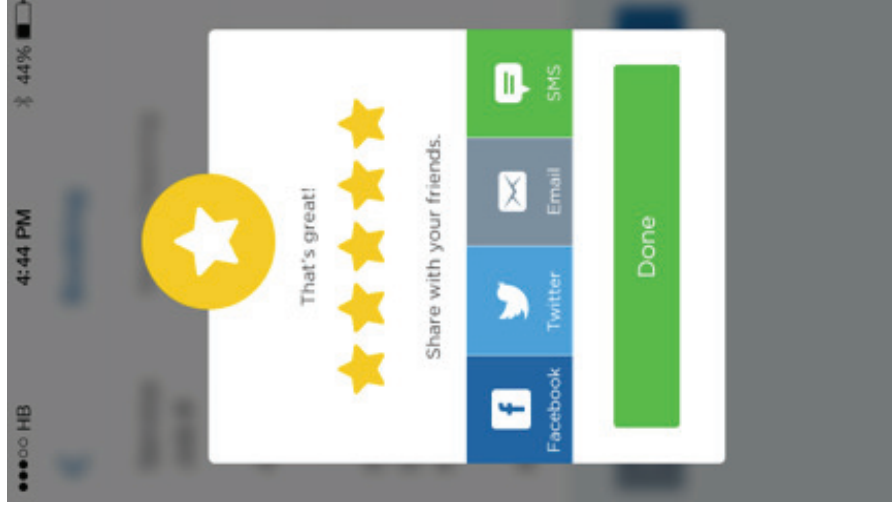 ●●●○○ HB 4:44 PM 44%
That's great!
Share with your friends.
Facebook Twitter Email SMS
Done